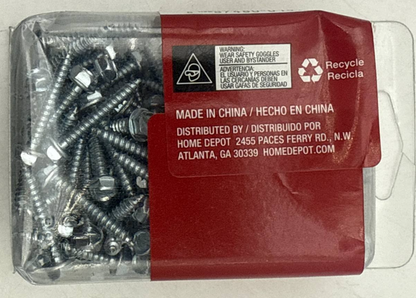 WARNING:
WEAR SAFETY GOGGLES
USER AND BYSTANDER
ADVERTENCIA:
EL USUARIO Y PERSONAS EN
LAS CERCANIAS DEBEN
USAR GAFAS DE SEGURIDAD
Recycle
Recicla
MADE IN CHINA / HECHO EN CHINA
DISTRIBUTED BY / DISTRIBUIDO POR
HOME DEPOT 2455 PACES FERRY RD., N.W.
ATLANTA, GA 30339 HOMEDEPOT.COM